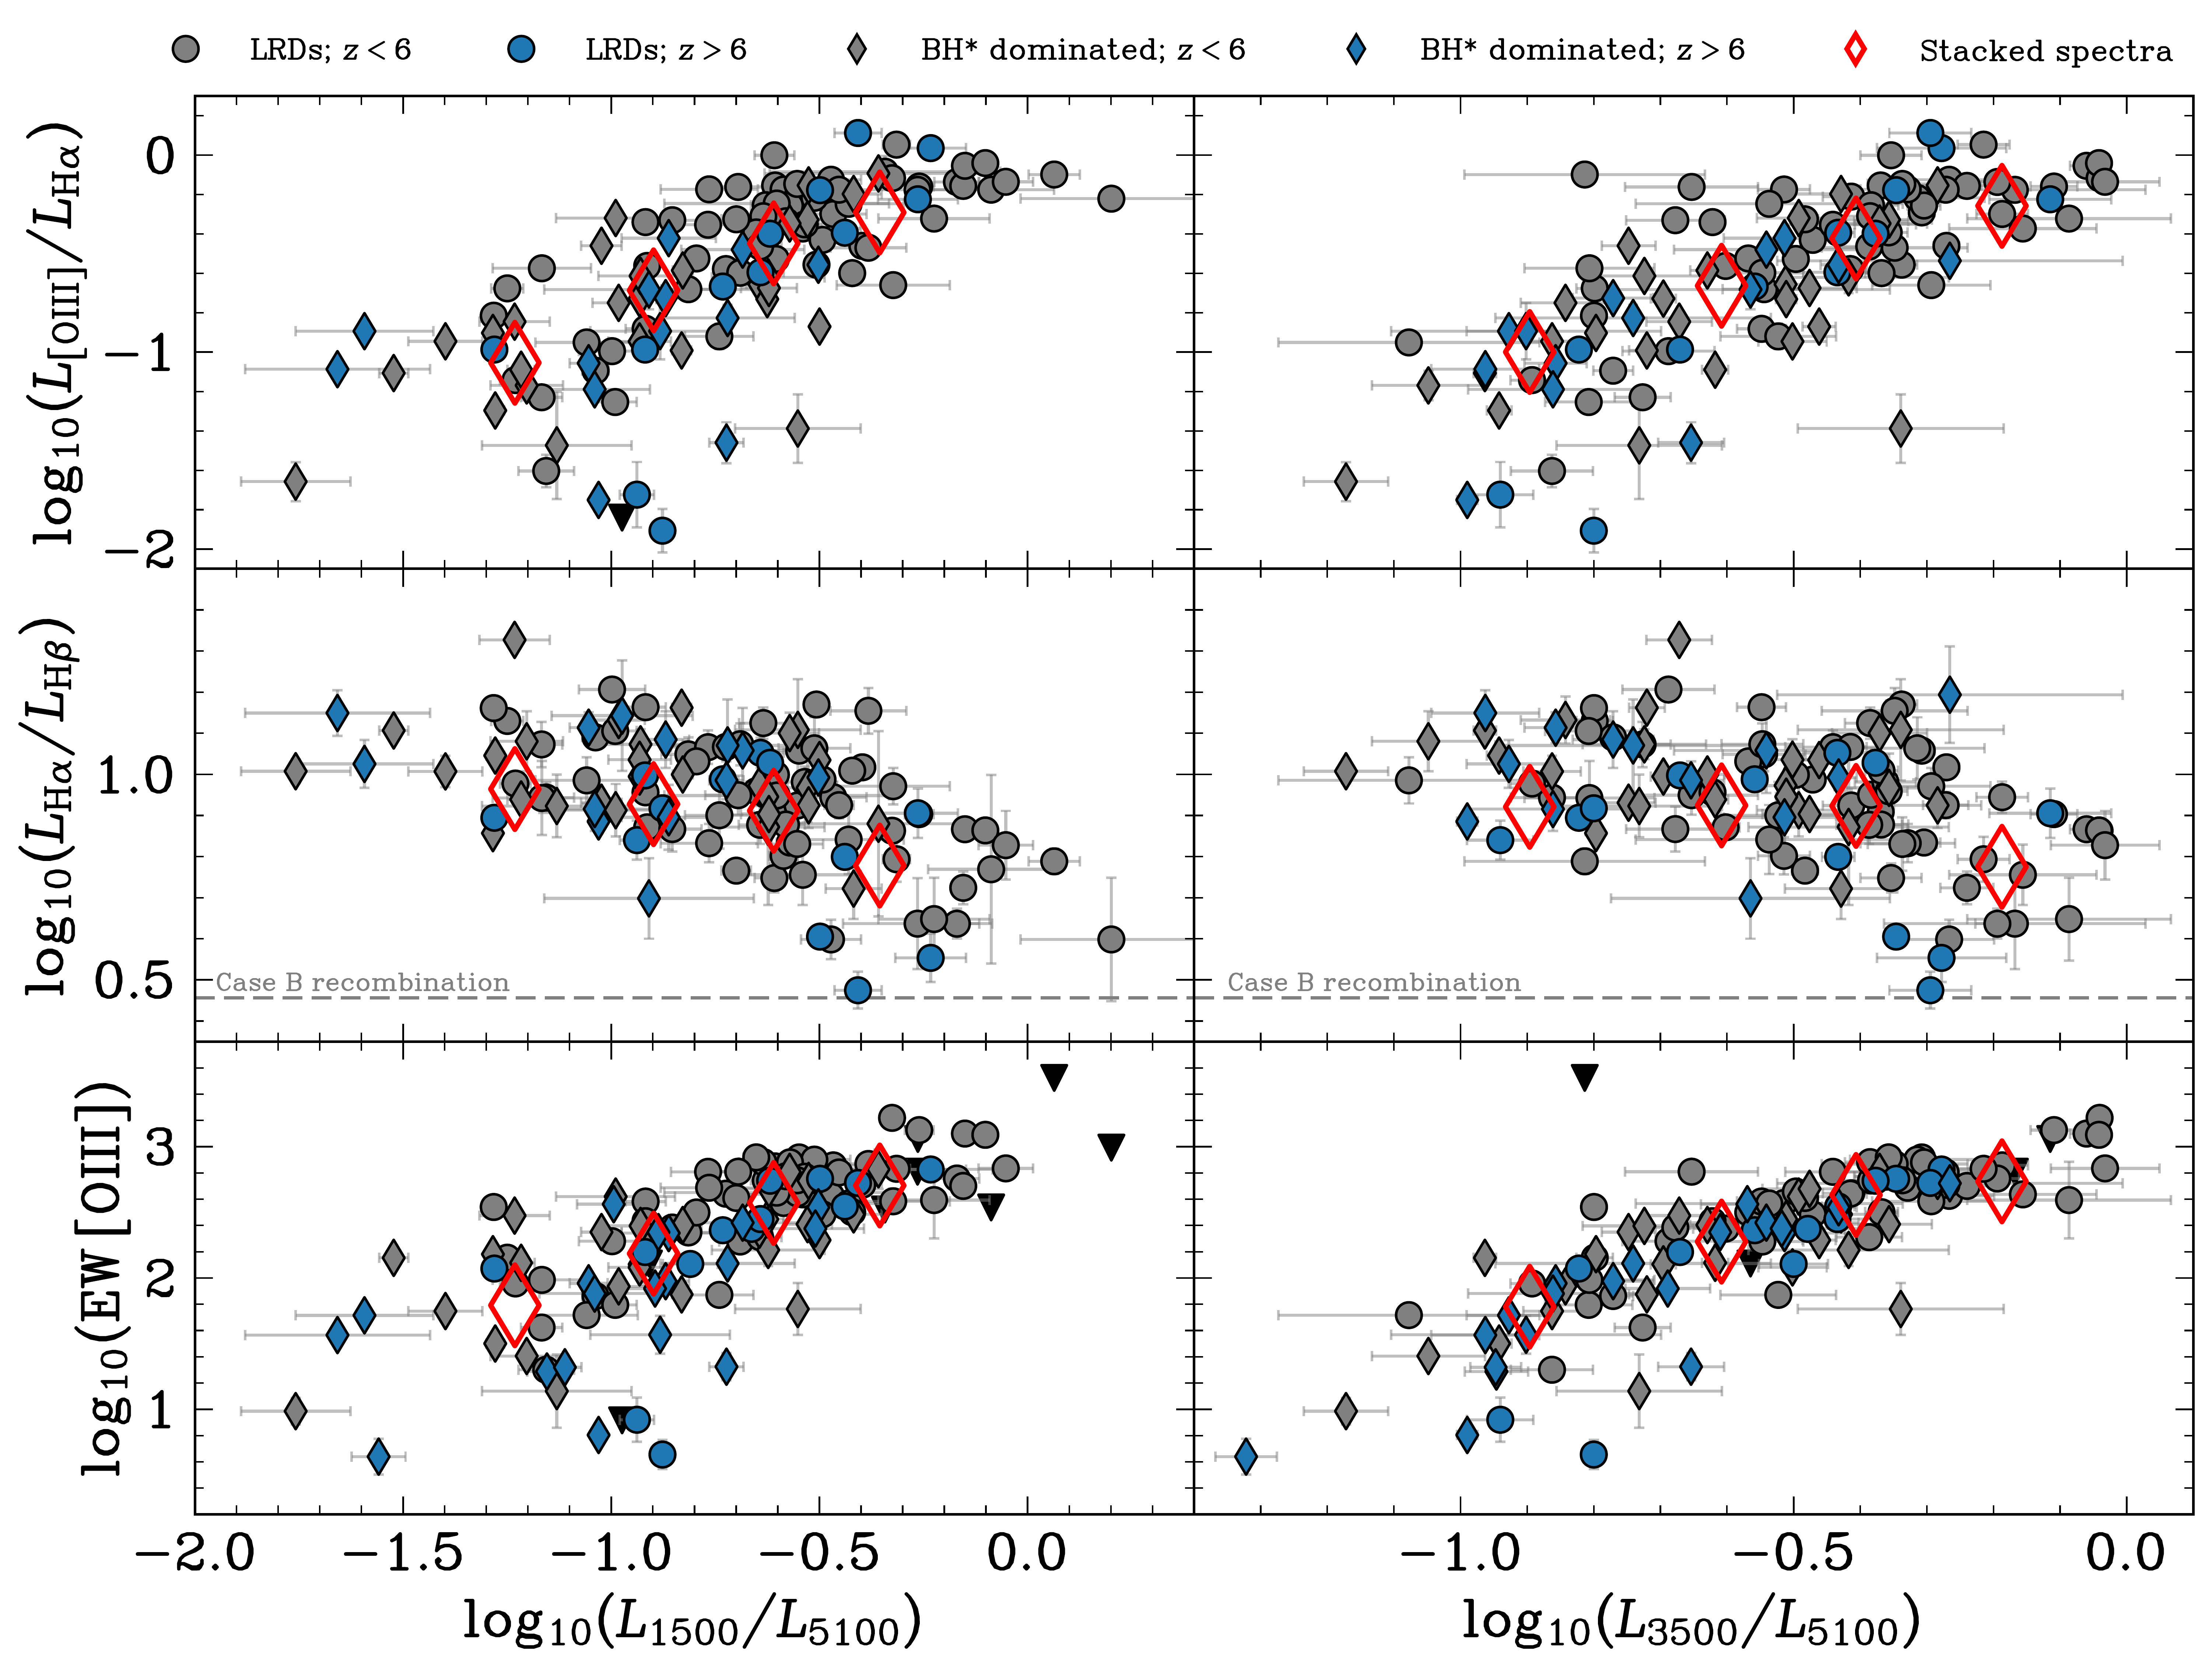 LRDs; z < 6 LRDs; z > 6 BH* dominated; z < 6 BH* dominated; z > 6 Stacked spectra
log₁₀(L[OIII]/LHα)
0
−1
−2
log₁₀(LHα/LHβ)
1.0
0.5
Case B recombination Case B recombination
log₁₀(EW [OIII])
3
2
1
−2.0 −1.5 −1.0 −0.5 0.0 −1.0 −0.5 0.0
log₁₀(L₁₅₀₀/L₅₁₀₀) log₁₀(L₃₅₀₀/L₅₁₀₀)